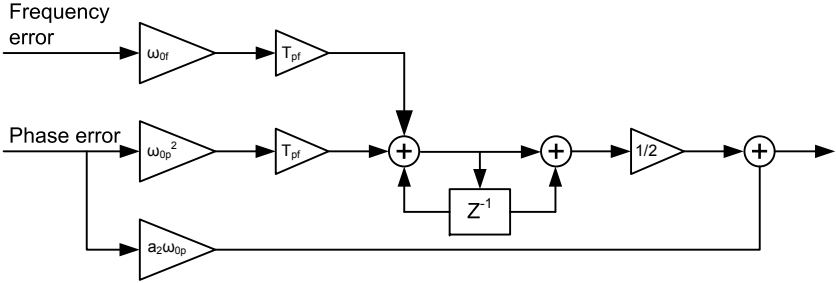 Frequency
error
ω₀f
Tpf
Phase error
ω₀p²
Tpf
+
+
1/2
+
Z⁻¹
a₂ω₀p